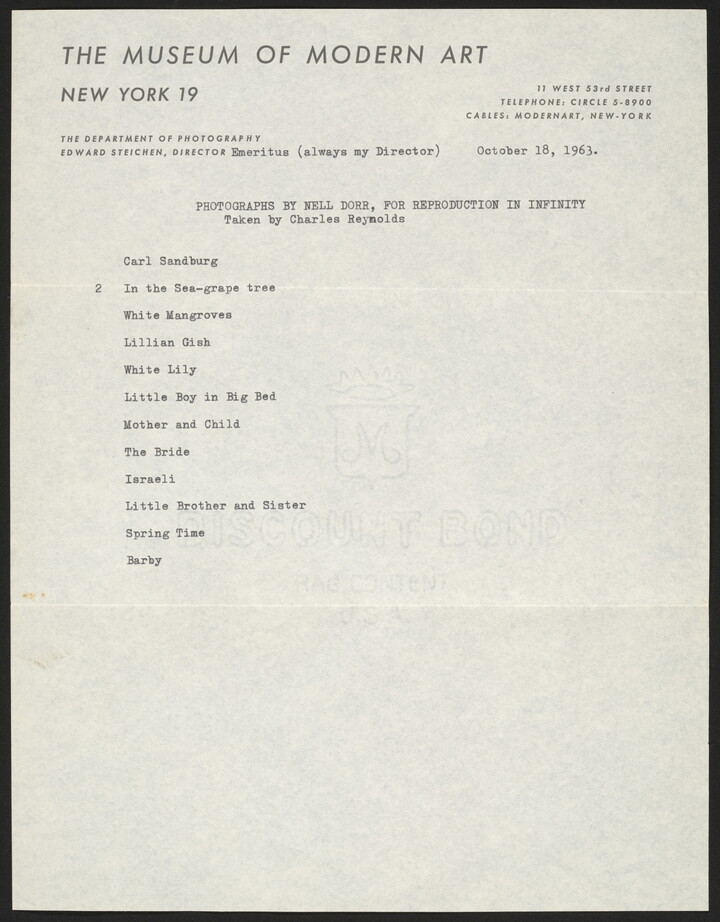 THE MUSEUM OF MODERN ART
NEW YORK 19
11 WEST 53rd STREET
TELEPHONE: CIRCLE 5-8900
CABLES: MODERNART, NEW-YORK
THE DEPARTMENT OF PHOTOGRAPHY
EDWARD STEICHEN, DIRECTOR Emeritus (always my Director) October 18, 1963.
PHOTOGRAPHS BY NELL DORR, FOR REPRODUCTION IN INFINITY
Taken by Charles Reynolds
Carl Sandburg
2 In the Sea-grape tree
White Mangroves
Lillian Gish
White Lily
Little Boy in Big Bed
Mother and Child
The Bride
Israeli
Little Brother and Sister
Spring Time
Barby
M
DISCOUNT BOND
RAG CONTENT
U.S.A.